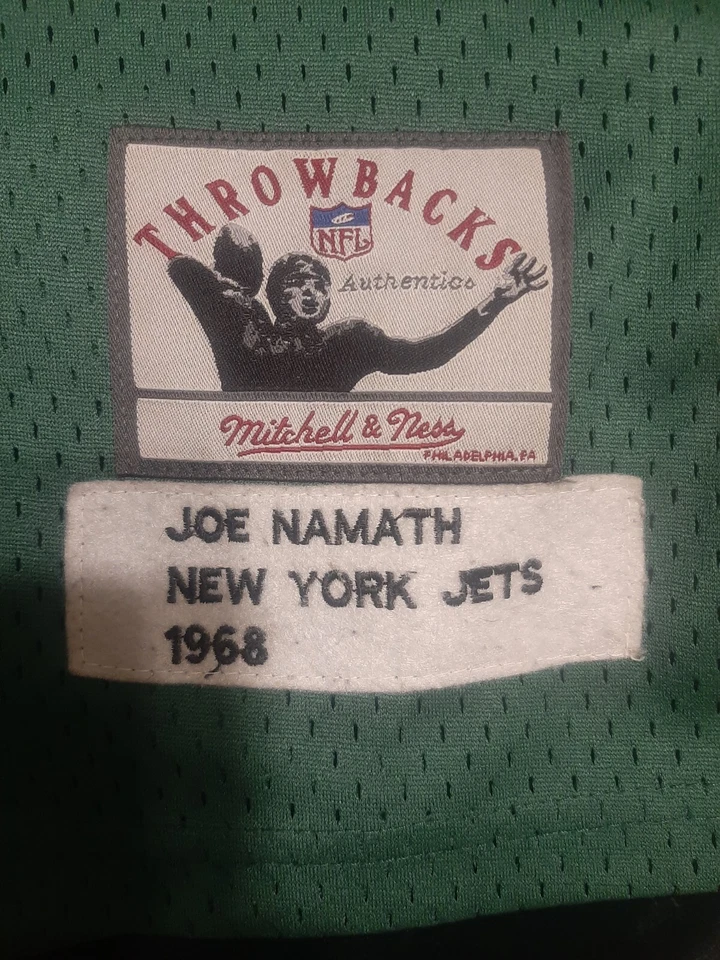 THROWBACKS
NFL
Authentics
Mitchell & Ness
PHILADELPHIA, PA
JOE NAMATH
NEW YORK JETS
1968